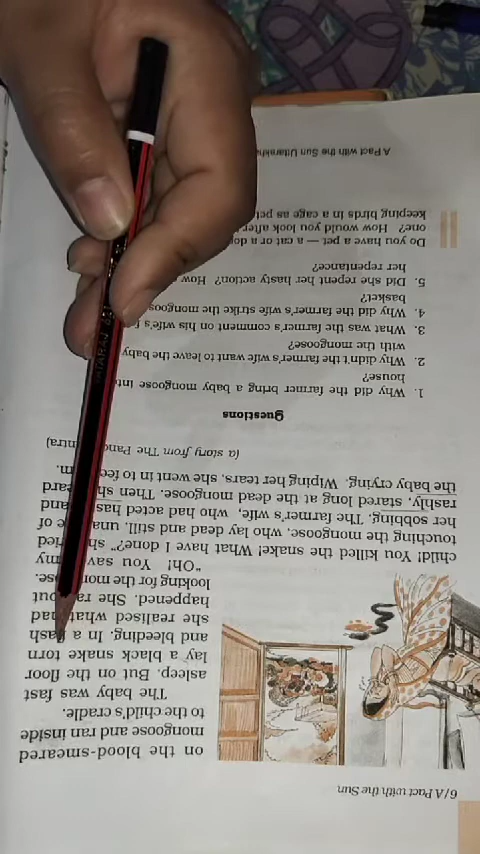 6/A Pact with the Sun
on the blood-smeared
mongoose and ran inside
to the child's cradle.
The baby was fast
asleep. But on the floor
lay a black snake torn
and bleeding. In a flash
she realised what had
happened. She ran out
looking for the mongoose.
"Oh! You saved my
child! You killed the snake! What have I done?" she cried
touching the mongoose, who lay dead and still, unaware of
her sobbing. The farmer's wife, who had acted hastily and
rashly, stared long at the dead mongoose. Then she heard
the baby crying. Wiping her tears, she went in to feed him.
(a story from The Panchatantra)
Questions
1. Why did the farmer bring a baby mongoose into
house?
2. Why didn't the farmer's wife want to leave the baby
with the mongoose?
3. What was the farmer's comment on his wife's
4. Why did the farmer's wife strike the mongoose
basket?
5. Did she repent her hasty action? How
her repentance?
Do you have a pet — a cat or a
one? How would you look after
keeping birds in a cage as
A Pact with the Sun
NATARAJ 621